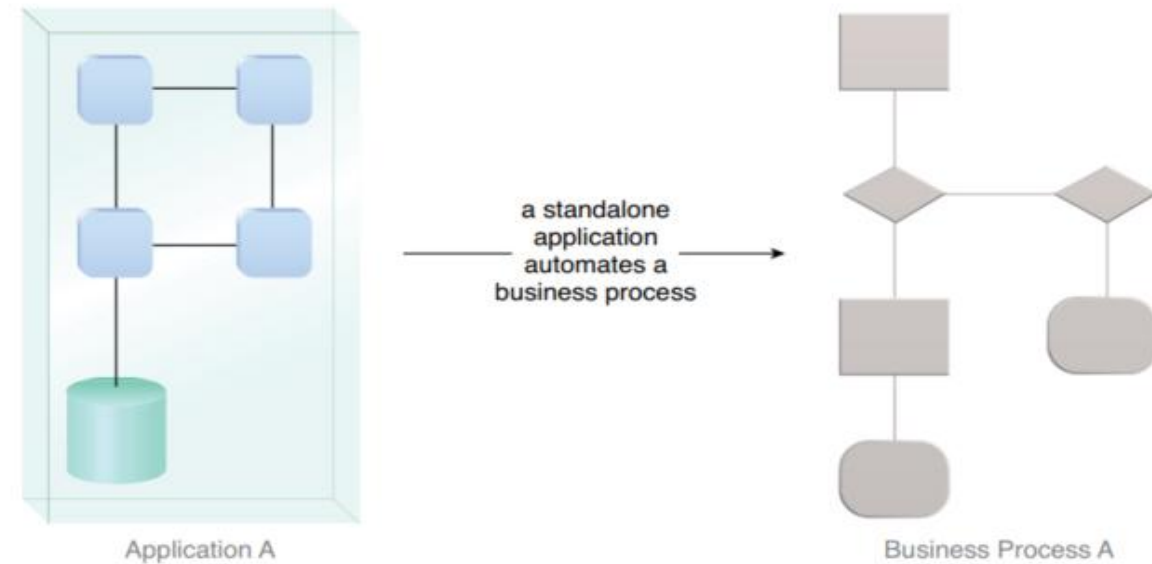 a standalone
application
automates a
business process
Application A
Business Process A